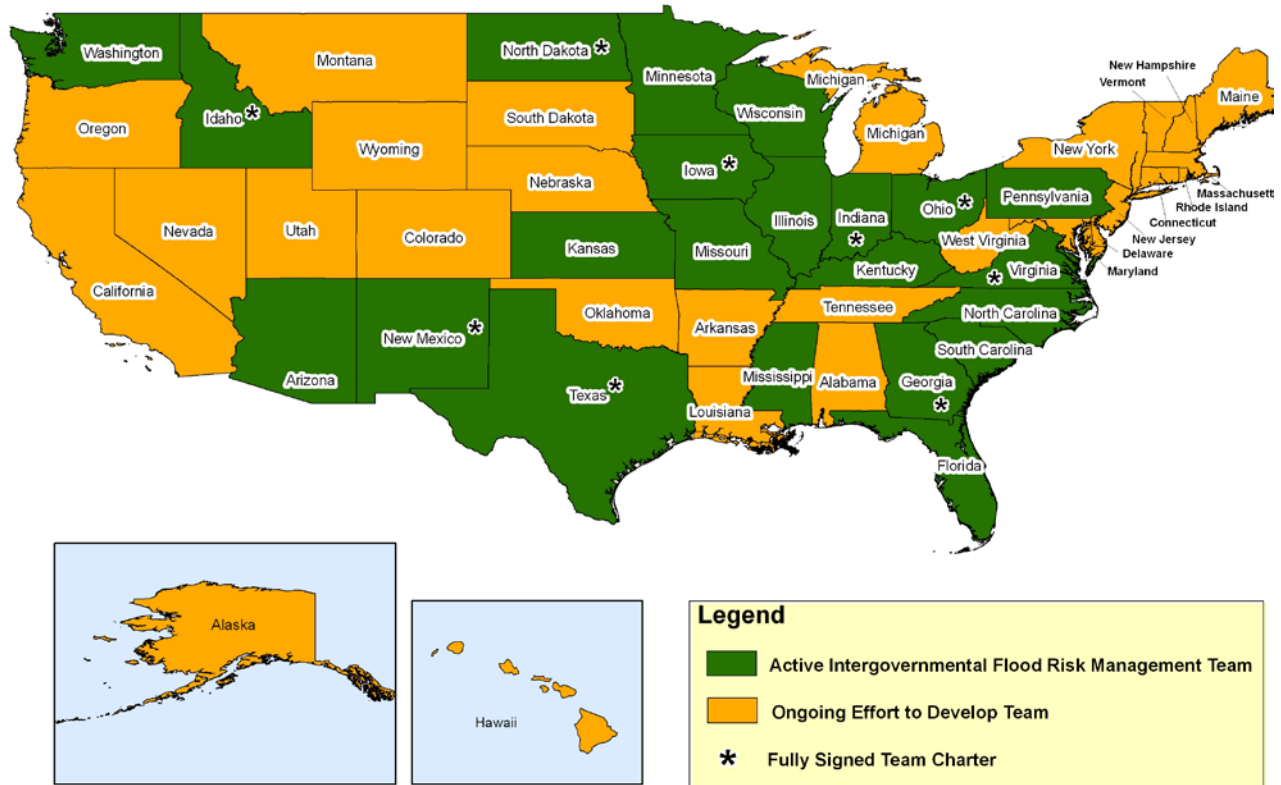 Washington
Montana
North Dakota *
Minnesota
New Hampshire
Vermont
Michigan
Maine
Wisconsin
Idaho *
Oregon
South Dakota
Michigan
Wyoming
New York
Iowa *
Nebraska
Pennsylvania
Massachusett
Rhode Island
Connecticut
Ohio *
Illinois
Indiana *
Nevada
Utah
Colorado
New Jersey
West Virginia
Delaware
Kansas
Missouri
Kentucky
Virginia *
Maryland
California
Tennessee
North Carolina
Oklahoma
Arkansas
New Mexico *
South Carolina
Arizona
Texas *
Mississippi
Alabama
Georgia *
Louisiana
Florida
Alaska
Hawaii
Legend
Active Intergovernmental Flood Risk Management Team
Ongoing Effort to Develop Team
* Fully Signed Team Charter